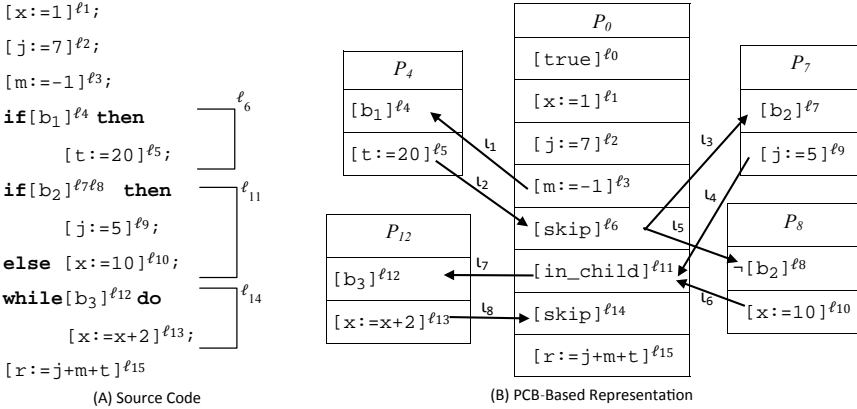 [x:=1]ℓ1;
[j:=7]ℓ2;
[m:=-1]ℓ3;
if[b1]ℓ4 then
ℓ6
[t:=20]ℓ5;
if[b2]ℓ7ℓ8 then
ℓ11
[j:=5]ℓ9;
else [x:=10]ℓ10;
while[b3]ℓ12 do
ℓ14
[x:=x+2]ℓ13;
[r:=j+m+t]ℓ15
(A) Source Code
P4
[b1]ℓ4
[t:=20]ℓ5
P12
[b3]ℓ12
[x:=x+2]ℓ13
ι1
ι2
ι7
ι8
P0
[true]ℓ0
[x:=1]ℓ1
[j:=7]ℓ2
[m:=-1]ℓ3
[skip]ℓ6
[in_child]ℓ11
[skip]ℓ14
[r:=j+m+t]ℓ15
ι3
ι4
ι5
ι6
P7
[b2]ℓ7
[j:=5]ℓ9
P8
¬[b2]ℓ8
[x:=10]ℓ10
(B) PCB-Based Representation